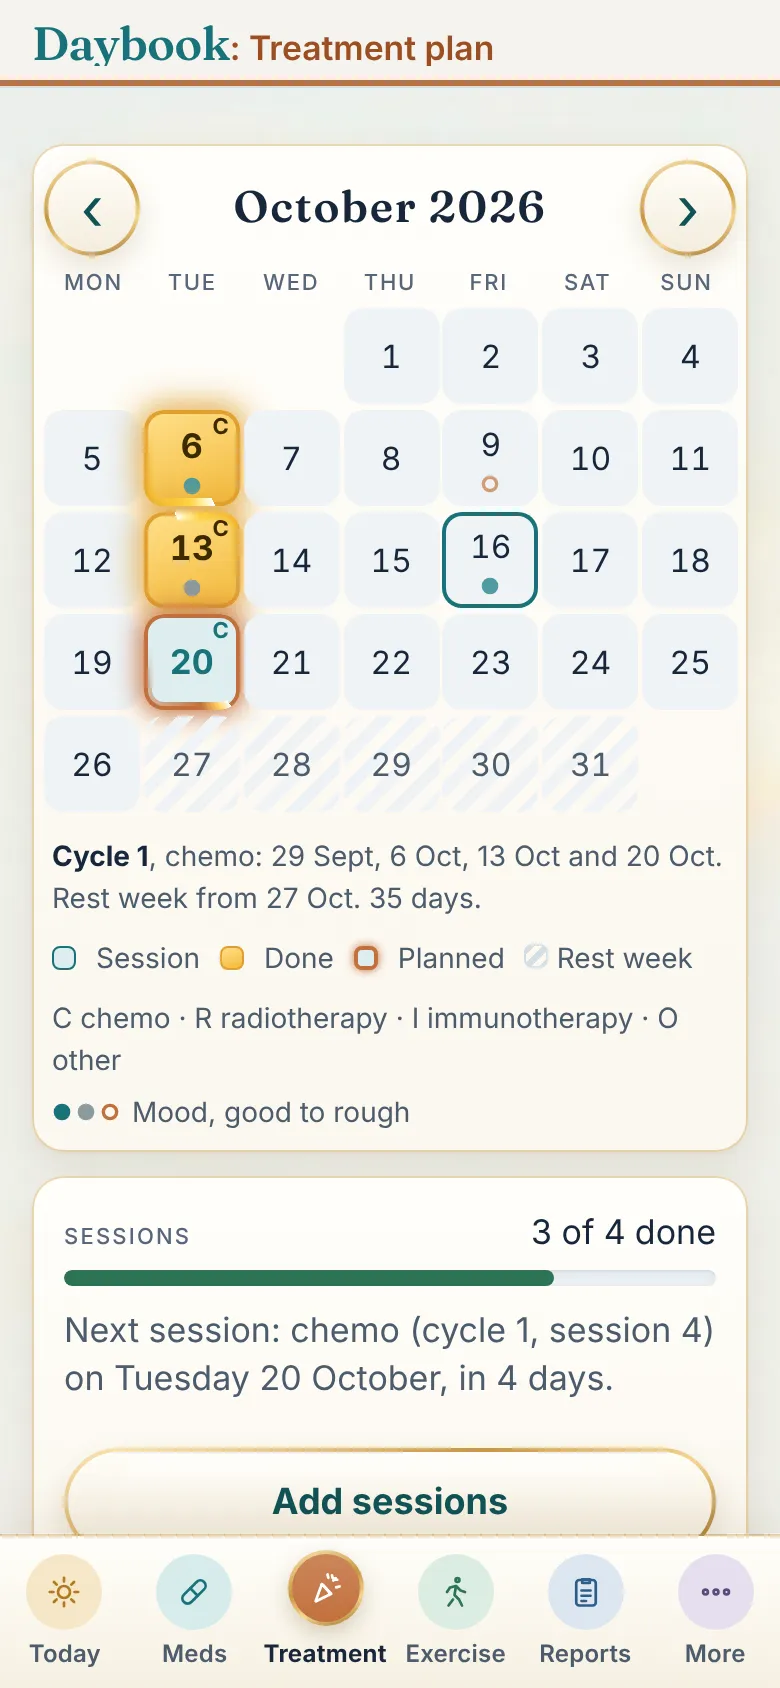 Daybook: Treatment plan
‹ October 2026 ›
MON TUE WED THU FRI SAT SUN
1 2 3 4
5 6 C 7 8 9 10 11
12 13 C 14 15 16 17 18
19 20 C 21 22 23 24 25
26 27 28 29 30 31
Cycle 1, chemo: 29 Sept, 6 Oct, 13 Oct and 20 Oct.
Rest week from 27 Oct. 35 days.
Session Done Planned Rest week
C chemo · R radiotherapy · I immunotherapy · O
other
Mood, good to rough
SESSIONS 3 of 4 done
Next session: chemo (cycle 1, session 4)
on Tuesday 20 October, in 4 days.
Add sessions
Today Meds Treatment Exercise Reports More